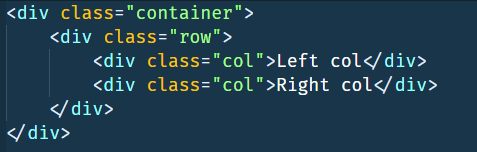 <div class="container">
    <div class="row">
        <div class="col">Left col</div>
        <div class="col">Right col</div>
    </div>
</div>